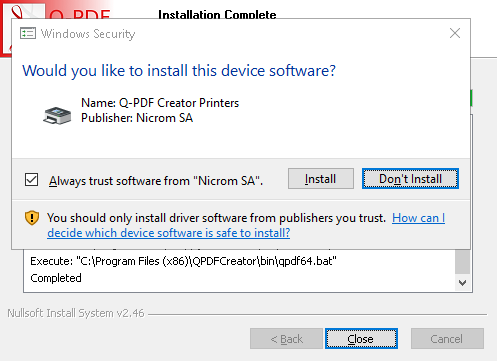 Q-PDF
Installation Complete
Windows Security
Would you like to install this device software?
Name: Q-PDF Creator Printers
Publisher: Nicrom SA
Always trust software from "Nicrom SA".
Install
Don't Install
You should only install driver software from publishers you trust. How can I
decide which device software is safe to install?
Execute: "C:\Program Files (x86)\QPDFCreator\bin\qpdf64.bat"
Completed
Nullsoft Install System v2.46
< Back
Close
Cancel